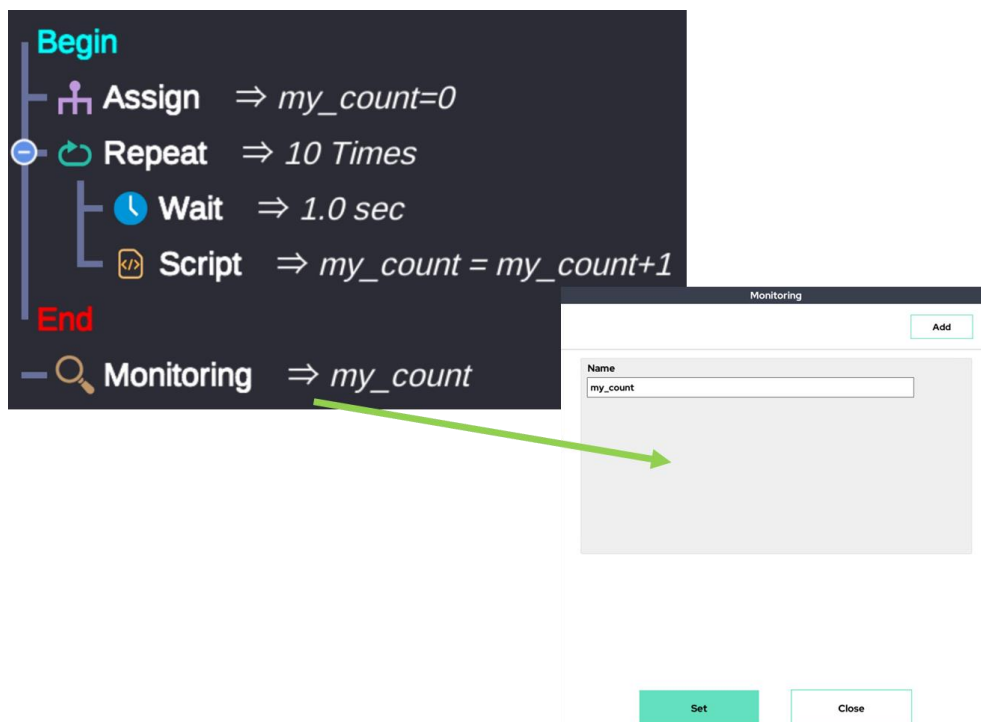 Begin
Assign ⇒ my_count=0
Repeat ⇒ 10 Times
Wait ⇒ 1.0 sec
</> Script ⇒ my_count = my_count+1
End
Monitoring ⇒ my_count
Monitoring
Add
Name
my_count
Set Close